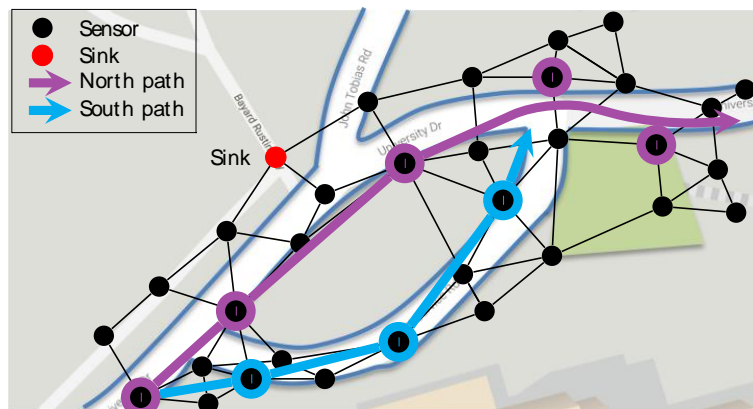 Sensor
Sink
North path
South path
John Tobias Rd
Bayard Rustin
University Dr
Sink